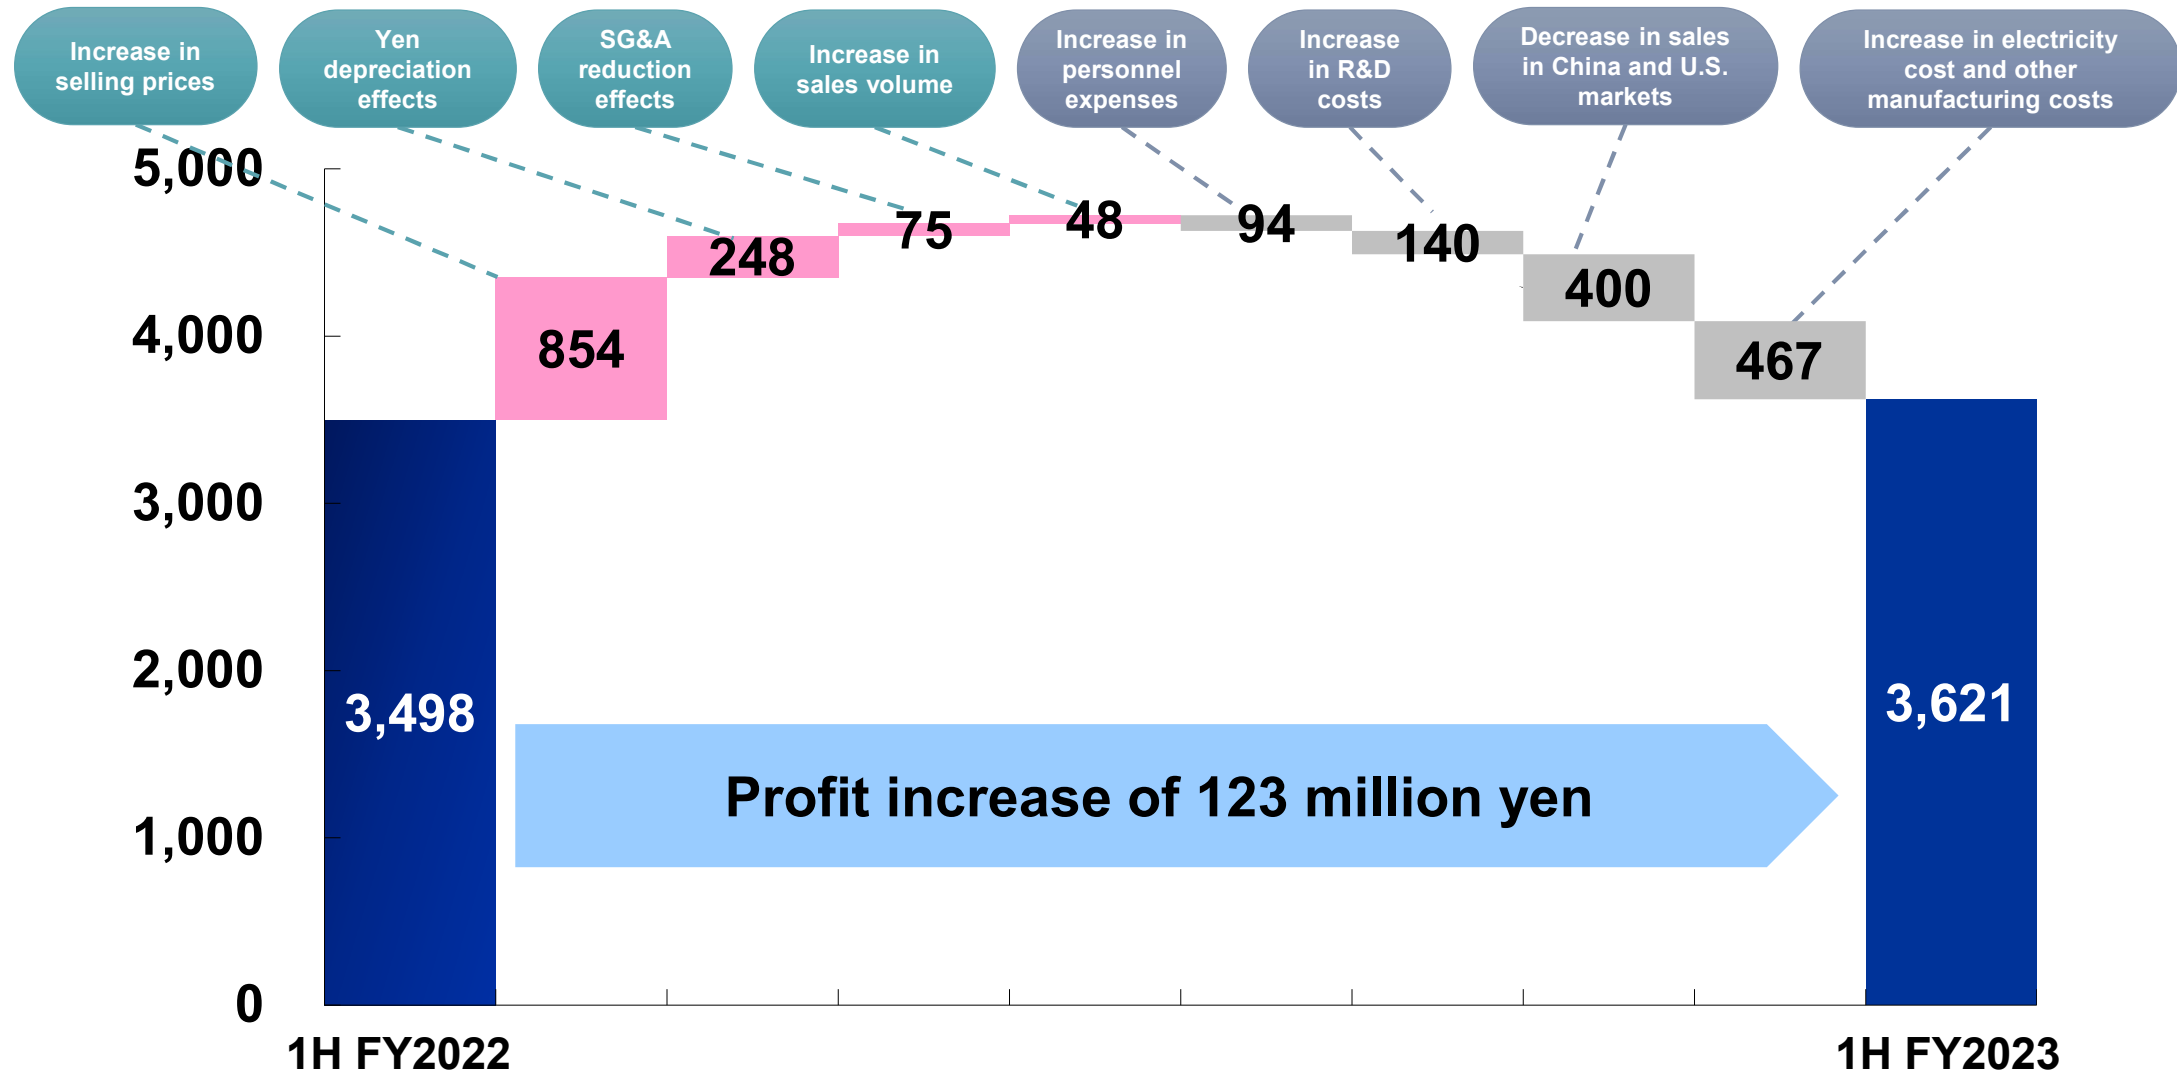 Increase in
selling prices
Yen
depreciation
effects
SG&A
reduction
effects
Increase in
sales volume
Increase in
personnel
expenses
Increase
in R&D
costs
Decrease in sales
in China and U.S.
markets
Increase in electricity
cost and other
manufacturing costs
5,000
4,000
3,000
2,000
1,000
0
3,498
854
248
75
48
94
140
400
467
3,621
Profit increase of 123 million yen
1H FY2022
1H FY2023